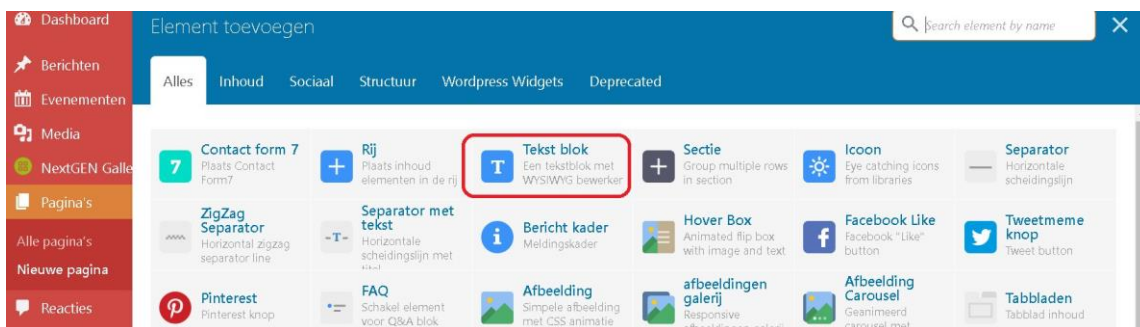 Dashboard
Berichten
Evenementen
Media
NextGEN Galle
Pagina's
Alle pagina's
Nieuwe pagina
Reacties
Element toevoegen
Search element by name
Alles Inhoud Sociaal Structuur Wordpress Widgets Deprecated
7
Contact form 7
Plaats Contact
Form7
Rij
Plaats inhoud
elementen in de rij
T
Tekst blok
Een tekstblok met
WYSIWYG bewerker
Sectie
Group multiple rows
in section
Icoon
Eye catching icons
from libraries
Separator
Horizontale
scheidingslijn
ZigZag
Separator
Horizontal zigzag
separator line
-T-
Separator met
tekst
Horizontale
scheidingslijn met
titel
i
Bericht kader
Meldingskader
Hover Box
Animated flip box
with image and text
f
Facebook Like
Facebook "Like"
button
Tweetmeme
knop
Tweet button
Pinterest
Pinterest knop
FAQ
Schakel element
voor Q&A blok
Afbeelding
Simpele afbeelding
met CSS animatie
afbeeldingen
galerij
Responsive
afbeeldingen galerij
Afbeelding
Carousel
Geanimeerd
carousel met
Tabbladen
Tabblad inhoud